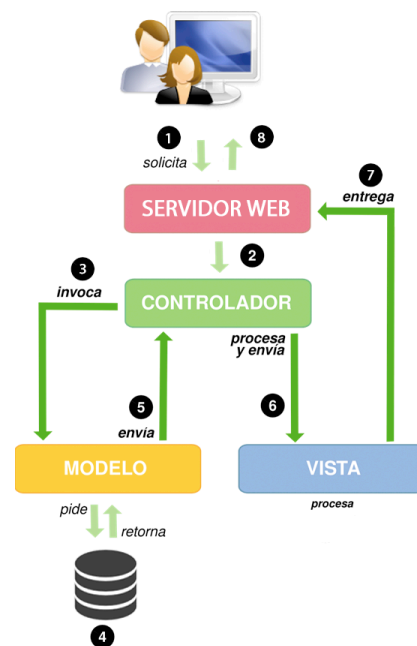 1
8
solicita
7
entrega
SERVIDOR WEB
2
3
invoca
CONTROLADOR
procesa
y envía
5
6
envía
MODELO
VISTA
procesa
pide
retorna
4